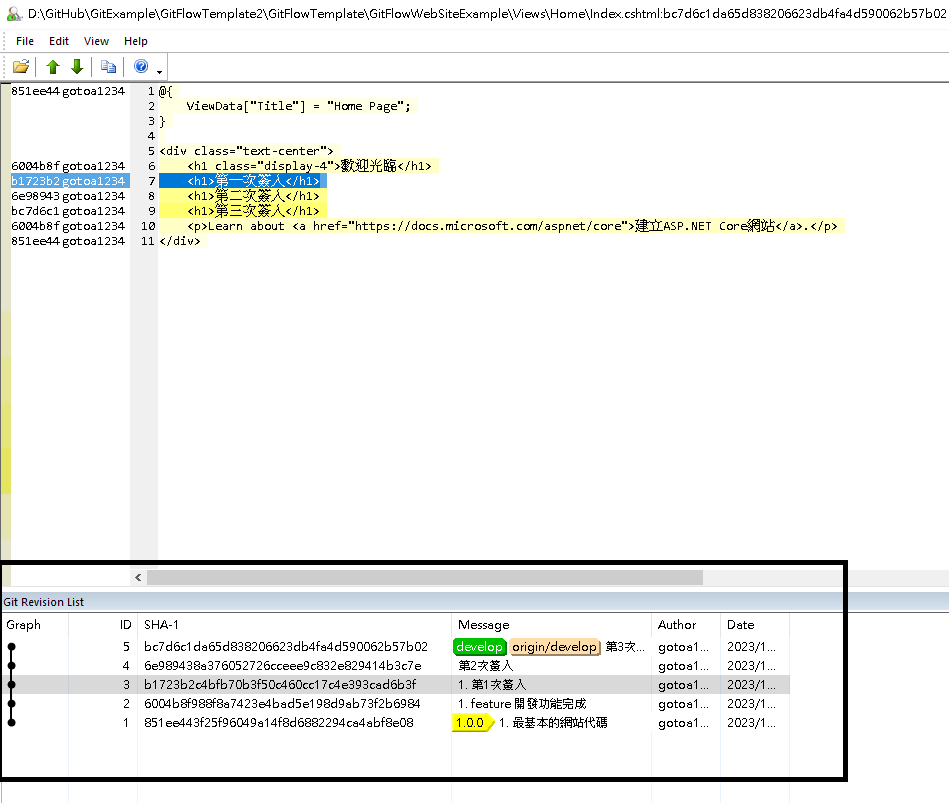 D:\GitHub\GitExample\GitFlowTemplate2\GitFlowTemplate\GitFlowWebSiteExample\Views\Home\Index.cshtml:bc7d6c1da65d838206623db4fa4d590062b57b02
File Edit View Help
851ee44 gotoa1234 1 @{
2 ViewData["Title"] = "Home Page";
3 }
4
5 <div class="text-center">
6004b8f gotoa1234 6 <h1 class="display-4">歡迎光臨</h1>
b1723b2 gotoa1234 7 <h1>第一次簽入</h1>
6e98943 gotoa1234 8 <h1>第二次簽入</h1>
bc7d6c1 gotoa1234 9 <h1>第三次簽入</h1>
6004b8f gotoa1234 10 <p>Learn about <a href="https://docs.microsoft.com/aspnet/core">建立ASP.NET Core網站</a>.</p>
851ee44 gotoa1234 11 </div>
Git Revision List
Graph ID SHA-1 Message Author Date
5 bc7d6c1da65d838206623db4fa4d590062b57b02 develop origin/develop 第3次... gotoa1... 2023/1...
4 6e989438a376052726cceee9c832e829414b3c7e 第2次簽入 gotoa1... 2023/1...
3 b1723b2c4bfb70b3f50c460cc17c4e393cad6b3f 1. 第1次簽入 gotoa1... 2023/1...
2 6004b8f988f8a7423e4bad5e198d9ab73f2b6984 1. feature 開發功能完成 gotoa1... 2023/1...
1 851ee443f25f96049a14f8d6882294ca4abf8e08 1.0.0 1. 最基本的網站代碼 gotoa1... 2023/1...